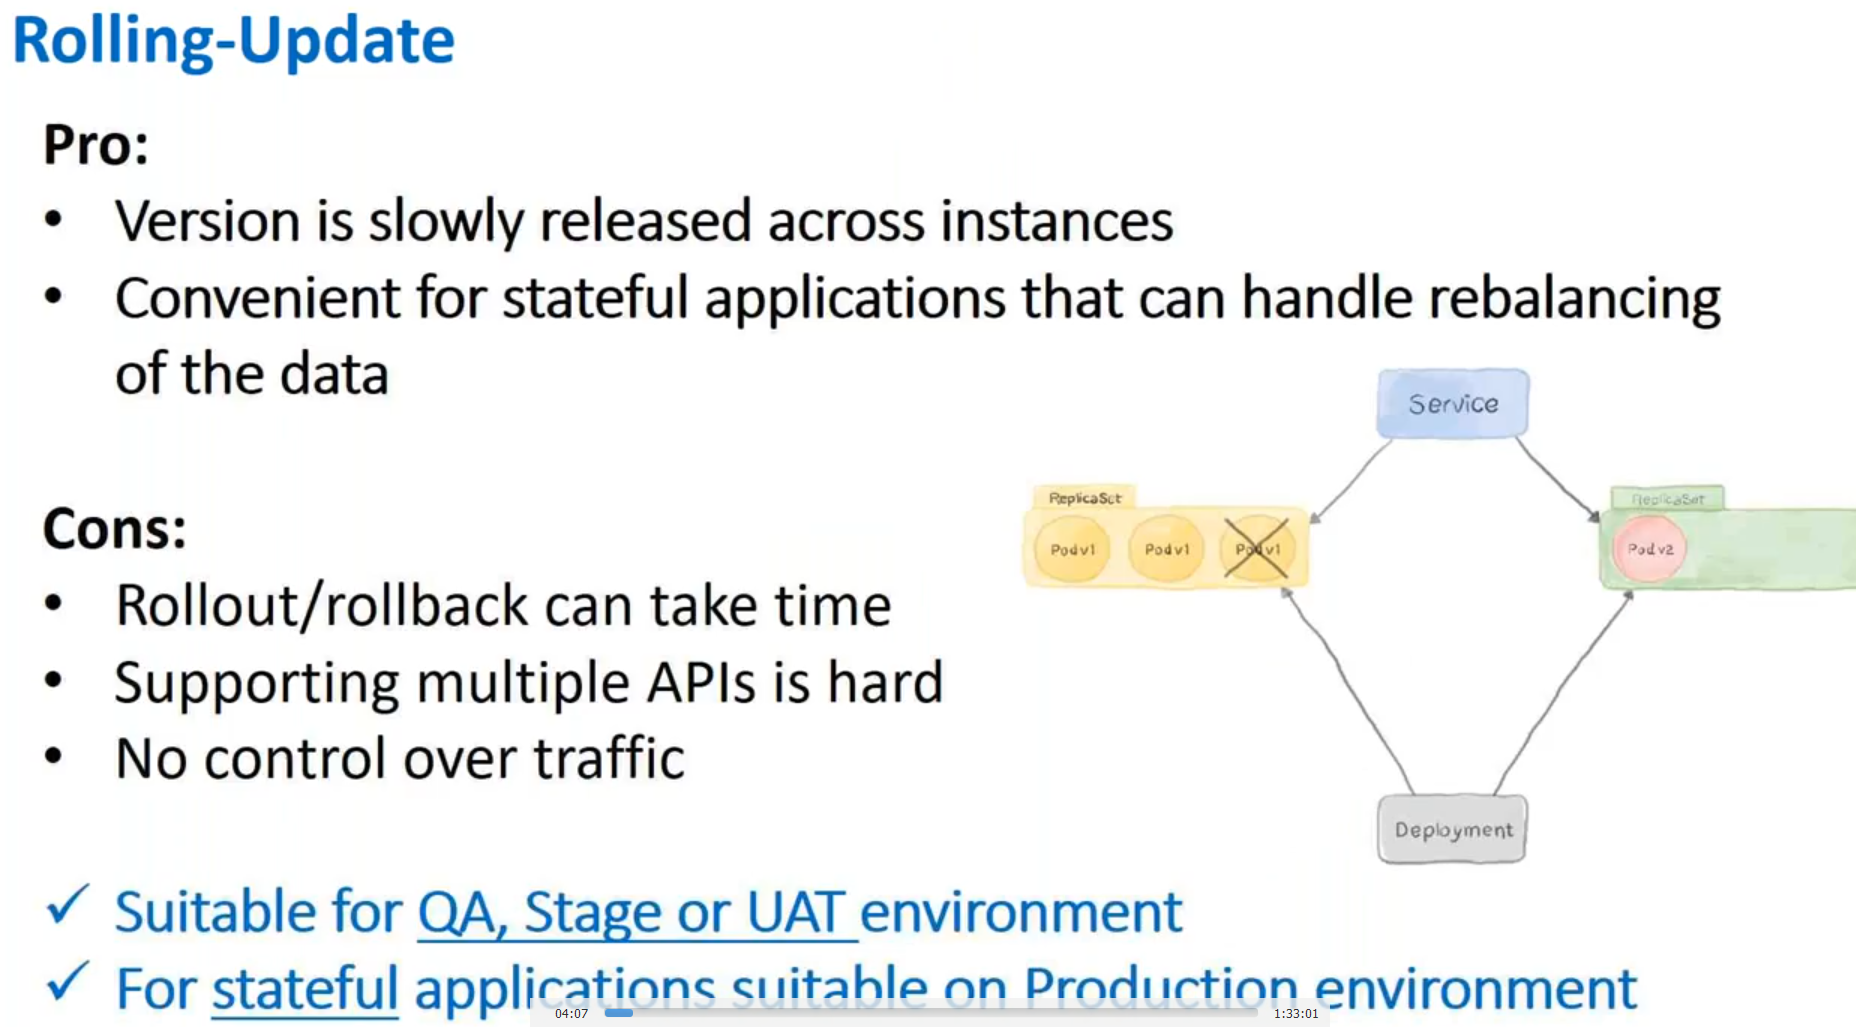 Rolling-Update
Pro:
• Version is slowly released across instances
• Convenient for stateful applications that can handle rebalancing
of the data
Service
ReplicaSet
Pod v1
Pod v1
Pod v1
ReplicaSet
Pod v2
Cons:
• Rollout/rollback can take time
• Supporting multiple APIs is hard
• No control over traffic
Deployment
✓ Suitable for QA, Stage or UAT environment
✓ For stateful applications suitable on Production environment
04:07
1:33:01